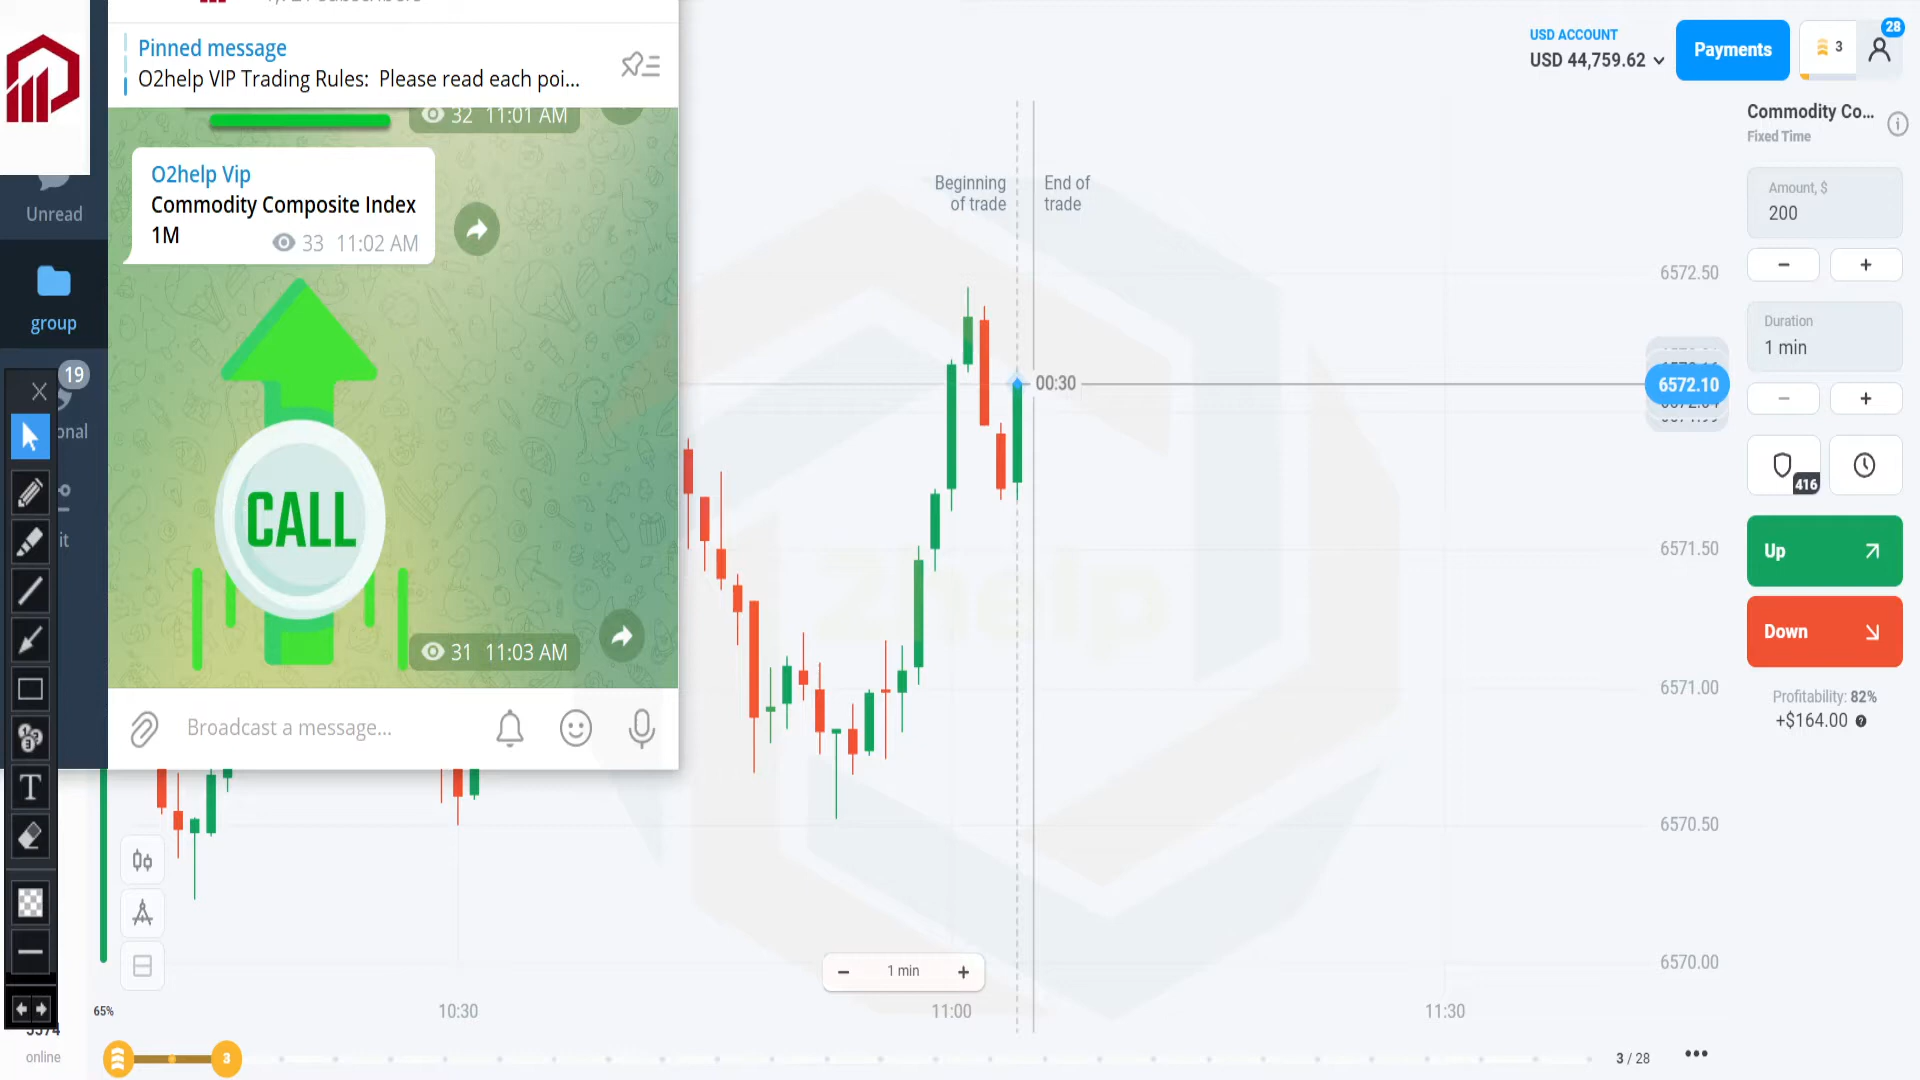 Pinned message
O2help VIP Trading Rules: Please read each poi...
32 11:01 AM
O2help Vip
Commodity Composite Index
1M
33 11:02 AM
CALL
31 11:03 AM
Broadcast a message...
Unread
group
19
onal
it
T
65%
online
Beginning
of trade
End of
trade
00:30
USD ACCOUNT
USD 44,759.62
Payments
3
28
Commodity Co...
Fixed Time
Amount, $
200
− +
Duration
1 min
− +
416
Up
Down
Profitability: 82%
+$164.00
6572.50
6572.10
6571.50
6571.00
6570.50
6570.00
− 1 min +
10:30
11:00
11:30
3
3 / 28